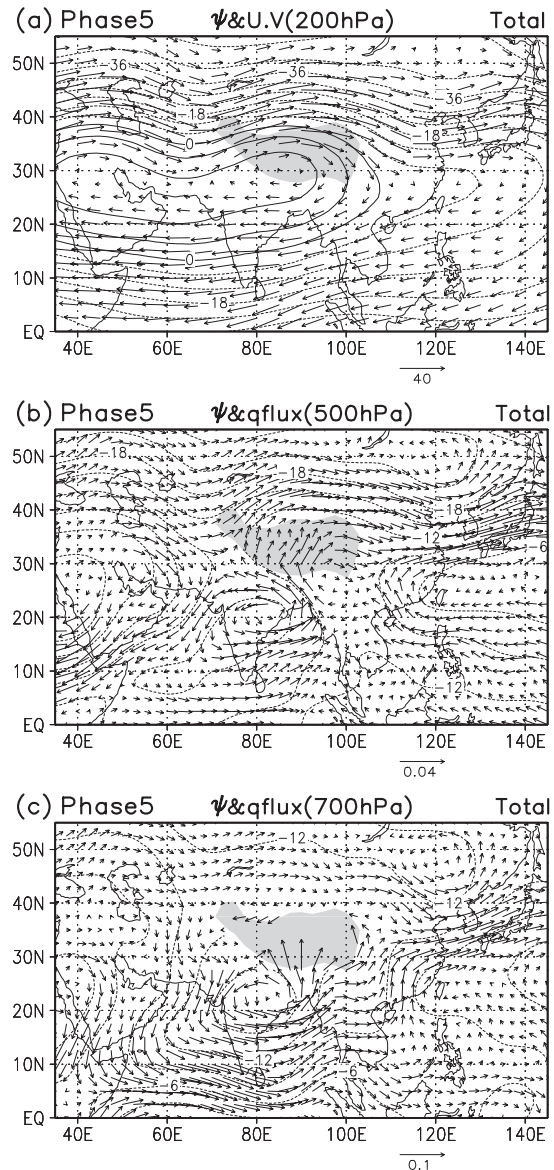 (a) Phase5 ψ&U.V(200hPa) Total
50N
36
36
40N
-18
36
0
-18
30N
20N
10N
0
-18
EQ
40E 60E 80E 100E 120E 140E
40
(b) Phase5 ψ&qflux(500hPa) Total
50N
-18
-18
40N
-18
-12
-6
30N
20N
10N
-12
EQ
40E 60E 80E 100E 120E 140E
0.04
(c) Phase5 ψ&qflux(700hPa) Total
-12
50N
40N
-12
30N
20N
10N
-12
-6
-6
EQ
40E 60E 80E 100E 120E 140E
0.1